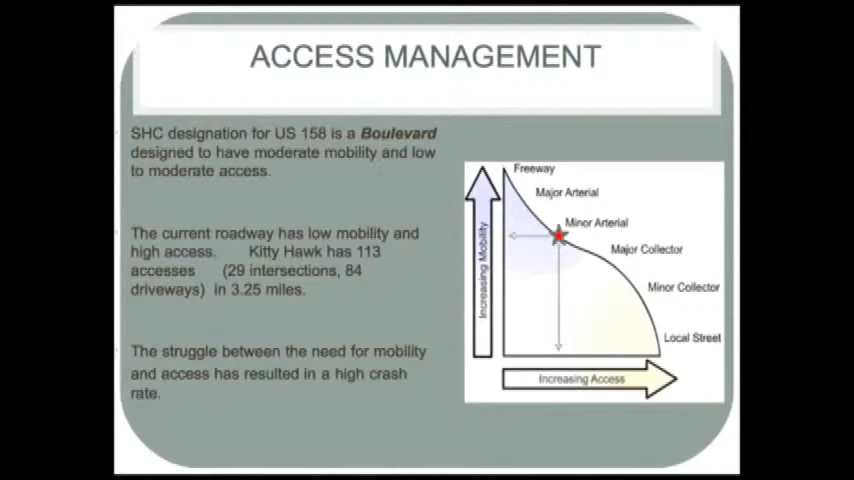 ACCESS MANAGEMENT
SHC designation for US 158 is a Boulevard
designed to have moderate mobility and low
to moderate access.
The current roadway has low mobility and
high access. Kitty Hawk has 113
accesses (29 intersections, 84
driveways) in 3.25 miles.
The struggle between the need for mobility
and access has resulted in a high crash
rate.
Freeway
Major Arterial
Minor Arterial
Major Collector
Minor Collector
Local Street
Increasing Mobility
Increasing Access